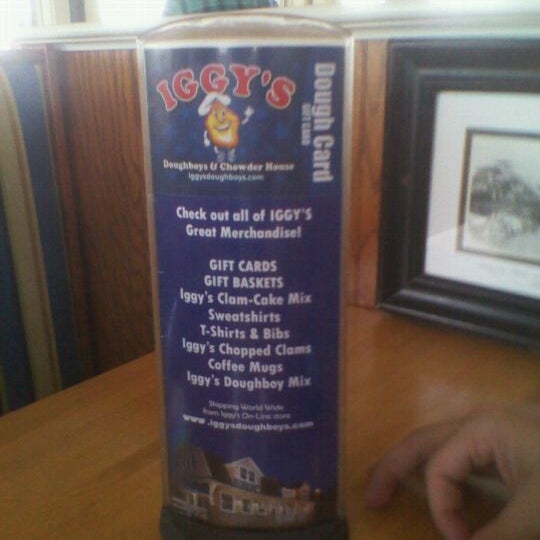 IGGY'S
Dough Card
GIFT CARD
Doughboys & Chowder House
iggysdoughboys.com
Check out all of IGGY'S
Great Merchandise!
GIFT CARDS
GIFT BASKETS
Iggy's Clam-Cake Mix
Sweatshirts
T-Shirts & Bibs
Iggy's Chopped Clams
Coffee Mugs
Iggy's Doughboy Mix
Shipping World Wide
from Iggy's On-Line store
www.iggysdoughboys.com